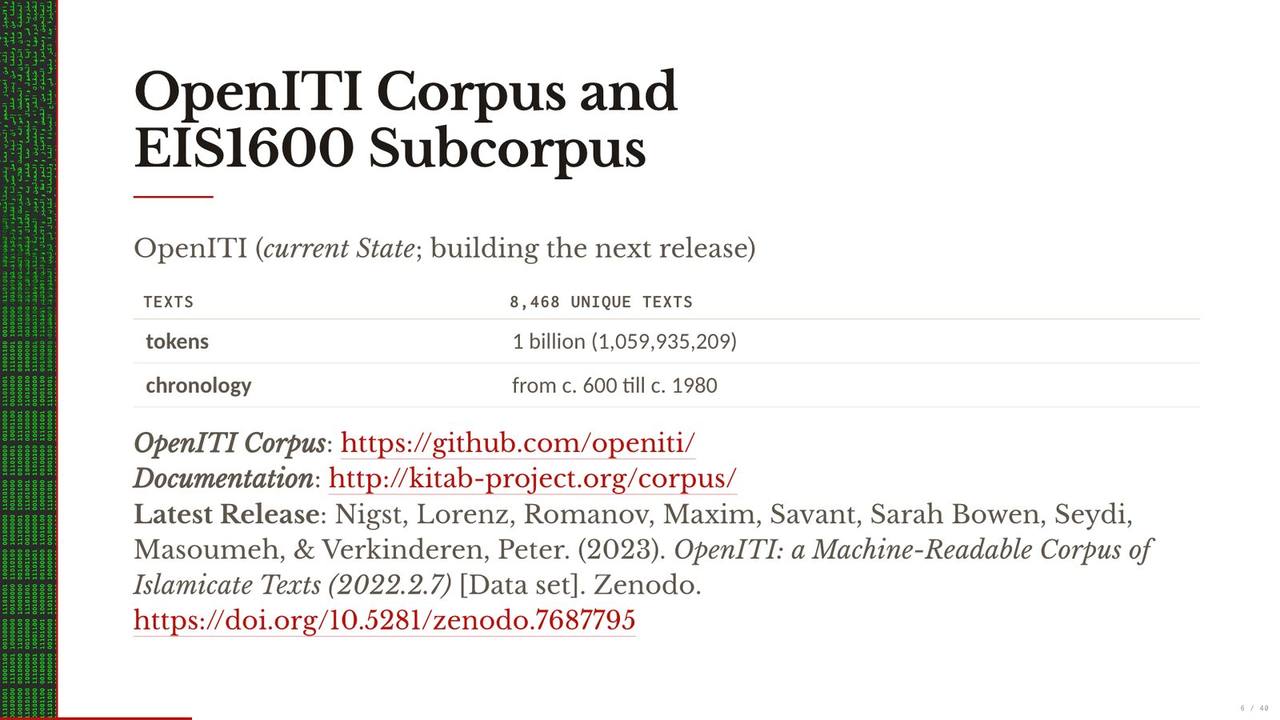 OpenITI Corpus and
EIS1600 Subcorpus
OpenITI (current State; building the next release)
TEXTS 8,468 UNIQUE TEXTS
tokens 1 billion (1,059,935,209)
chronology from c. 600 till c. 1980
OpenITI Corpus: https://github.com/openiti/
Documentation: http://kitab-project.org/corpus/
Latest Release: Nigst, Lorenz, Romanov, Maxim, Savant, Sarah Bowen, Seydi,
Masoumeh, & Verkinderen, Peter. (2023). OpenITI: a Machine-Readable Corpus of
Islamicate Texts (2022.2.7) [Data set]. Zenodo.
https://doi.org/10.5281/zenodo.7687795
6 / 40